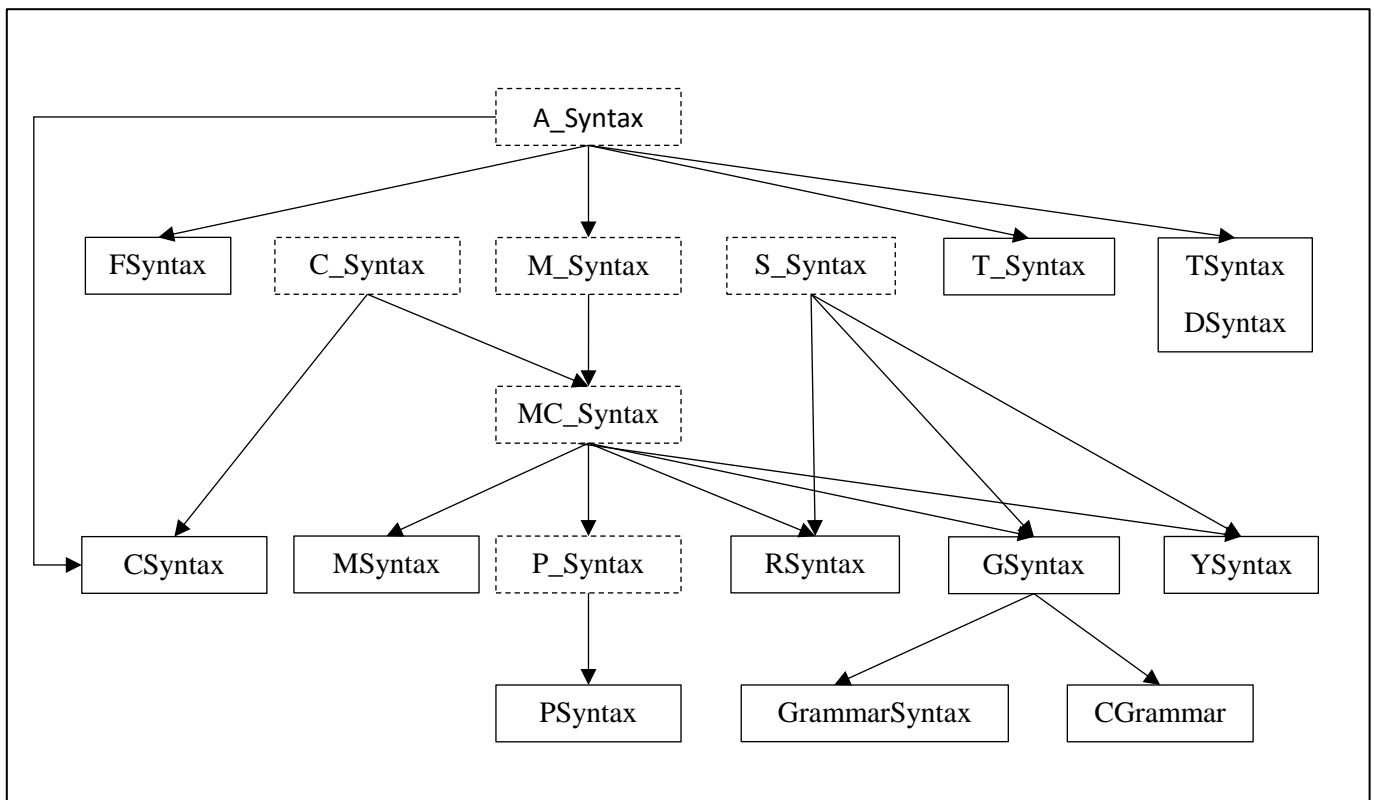 A_Syntax
FSyntax
C_Syntax
M_Syntax
S_Syntax
T_Syntax
TSyntax
DSyntax
MC_Syntax
CSyntax
MSyntax
P_Syntax
RSyntax
GSyntax
YSyntax
PSyntax
GrammarSyntax
CGrammar